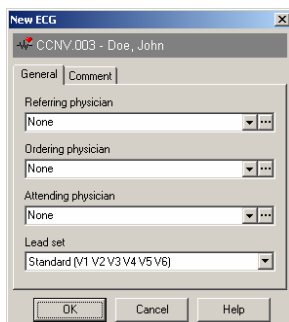 New ECG
CCNV.003 - Doe, John
General Comment
Referring physician
None
Ordering physician
None
Attending physician
None
Lead set
Standard (V1 V2 V3 V4 V5 V6)
OK Cancel Help